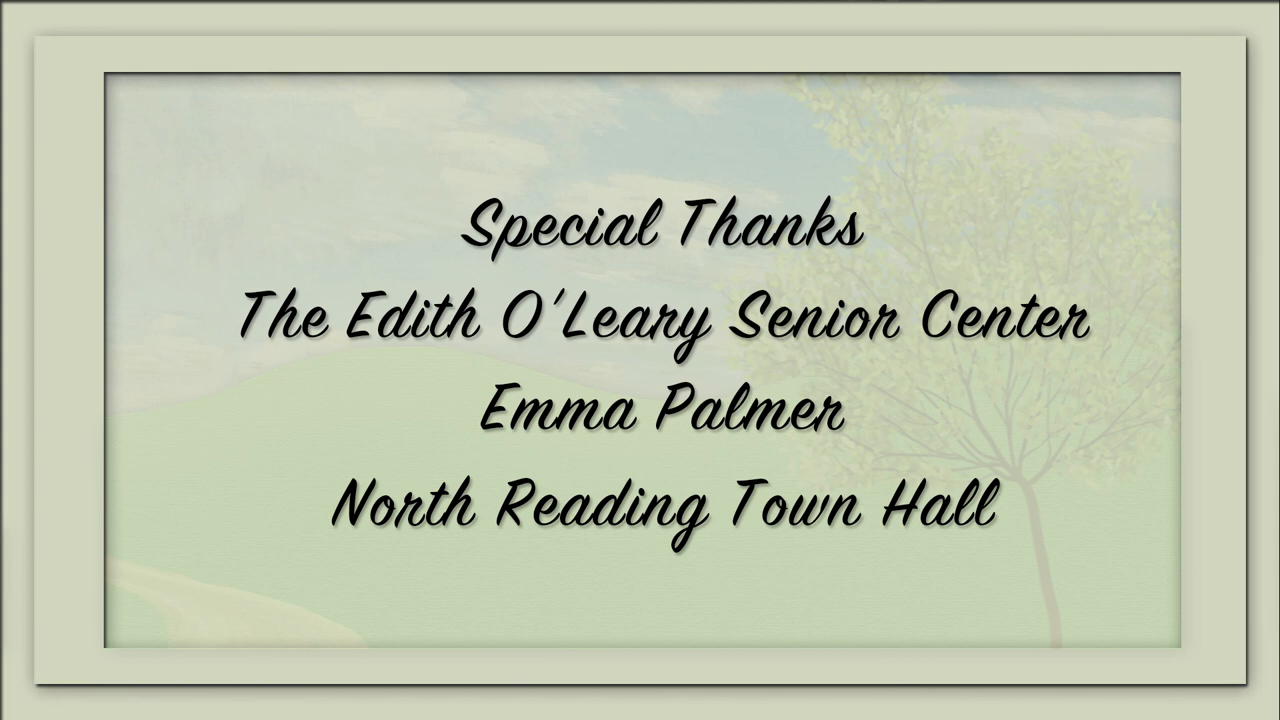 Special Thanks
The Edith O'Leary Senior Center
Emma Palmer
North Reading Town Hall